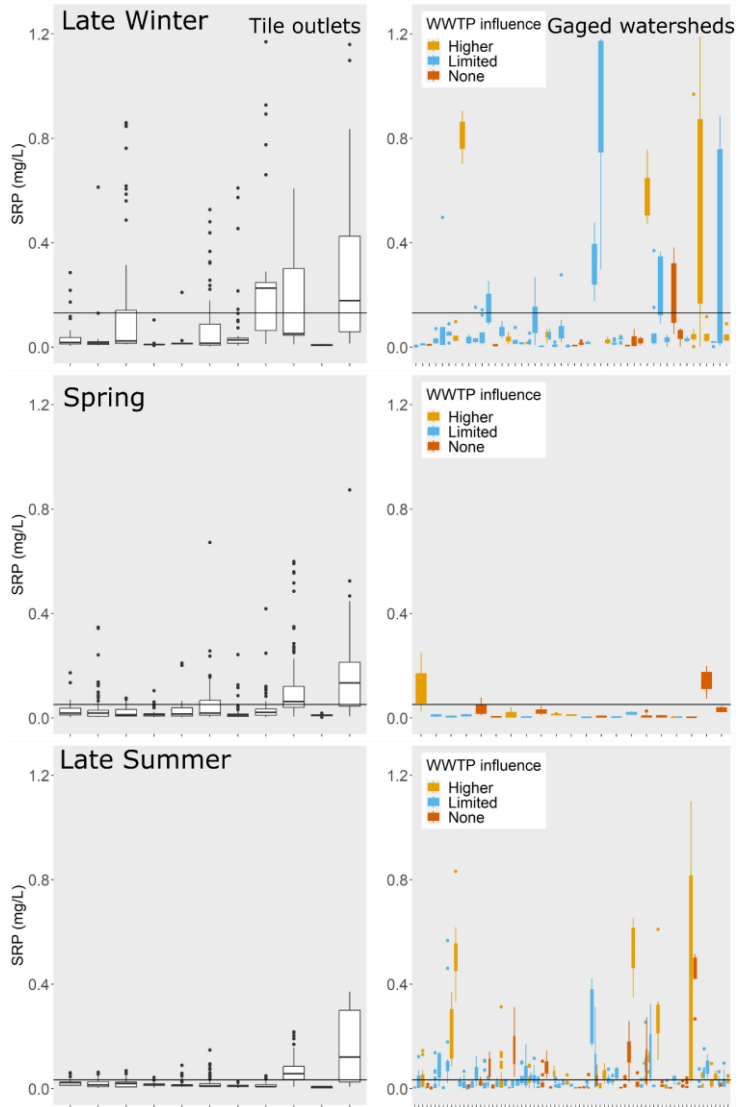 Late Winter
Tile outlets
WWTP influence
Higher
Limited
None
Gaged watersheds
SRP (mg/L)
1.2
0.8
0.4
0.0
Spring
WWTP influence
Higher
Limited
None
SRP (mg/L)
1.2
0.8
0.4
0.0
1.2
0.8
0.4
0.0
Late Summer
WWTP influence
Higher
Limited
None
SRP (mg/L)
1.2
0.8
0.4
0.0
1.2
0.8
0.4
0.0
1.2
0.8
0.4
0.0